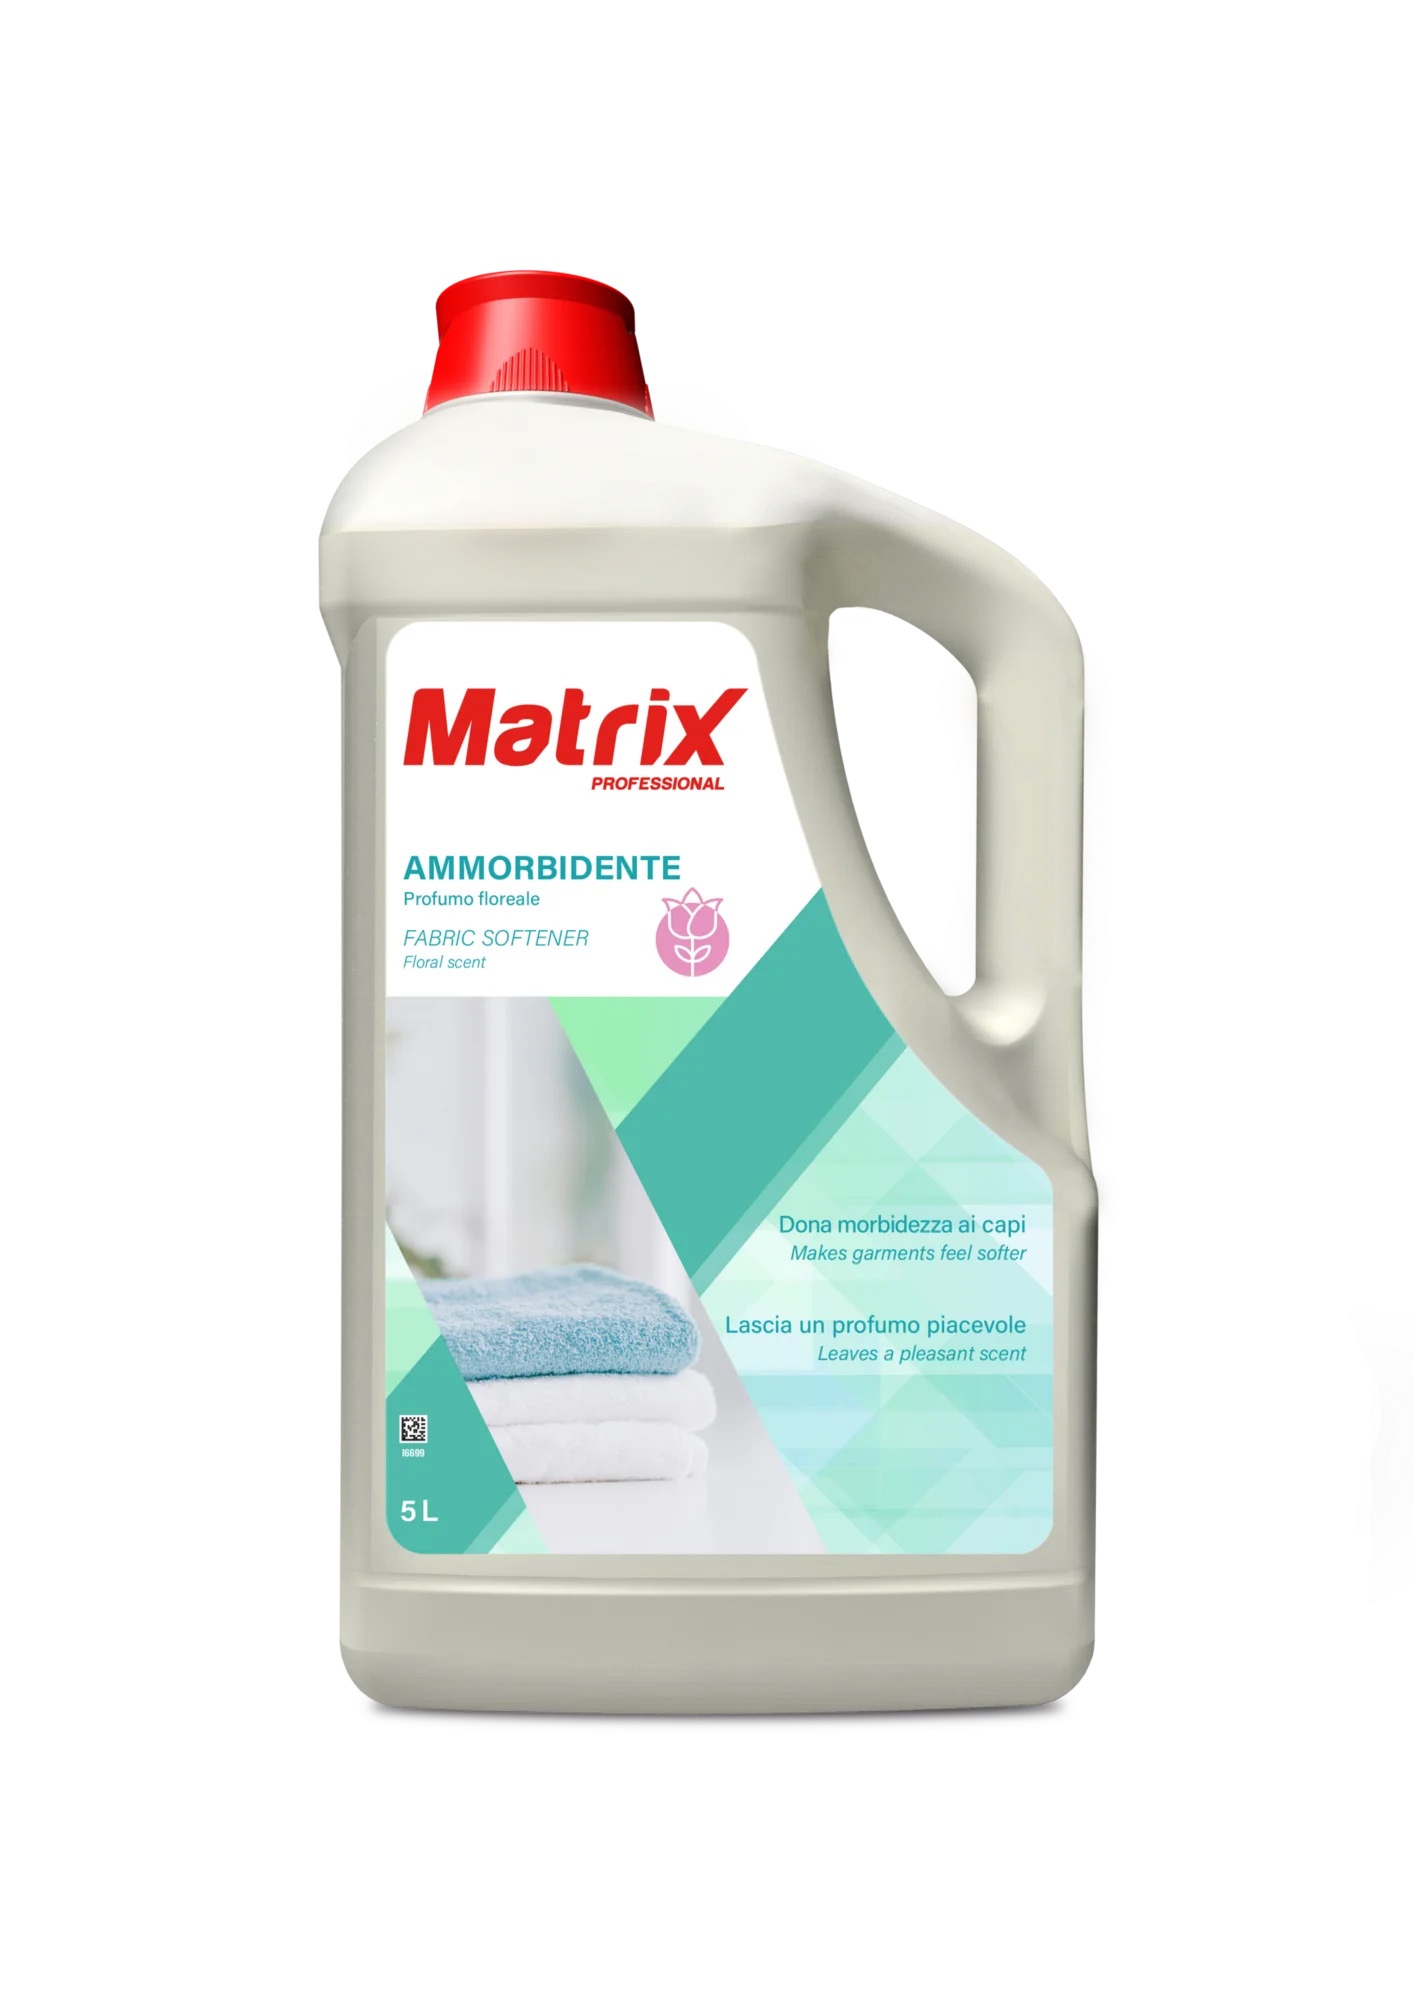 Matrix
PROFESSIONAL
AMMORBIDENTE
Profumo floreale
FABRIC SOFTENER
Floral scent
Dona morbidezza ai capi
Makes garments feel softer
Lascia un profumo piacevole
Leaves a pleasant scent
I6699
5 L